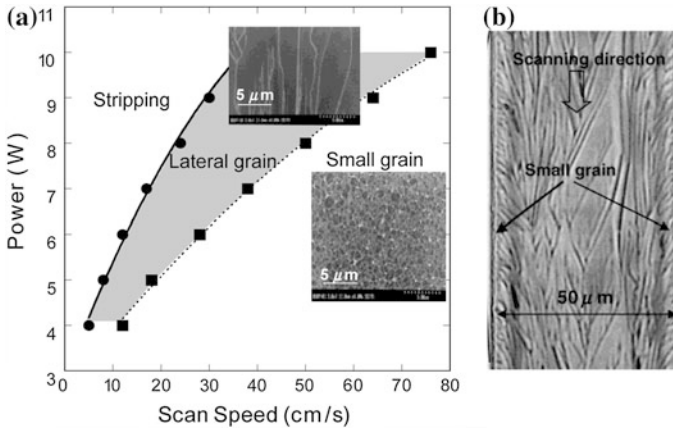 (a)
Power (W)
11
10
9
8
7
6
5
4
3
Stripping
Lateral grain
Small grain
5 μm
5 μm
0 10 20 30 40 50 60 70 80
Scan Speed (cm/s)
(b)
Scanning direction
Small grain
50 μm